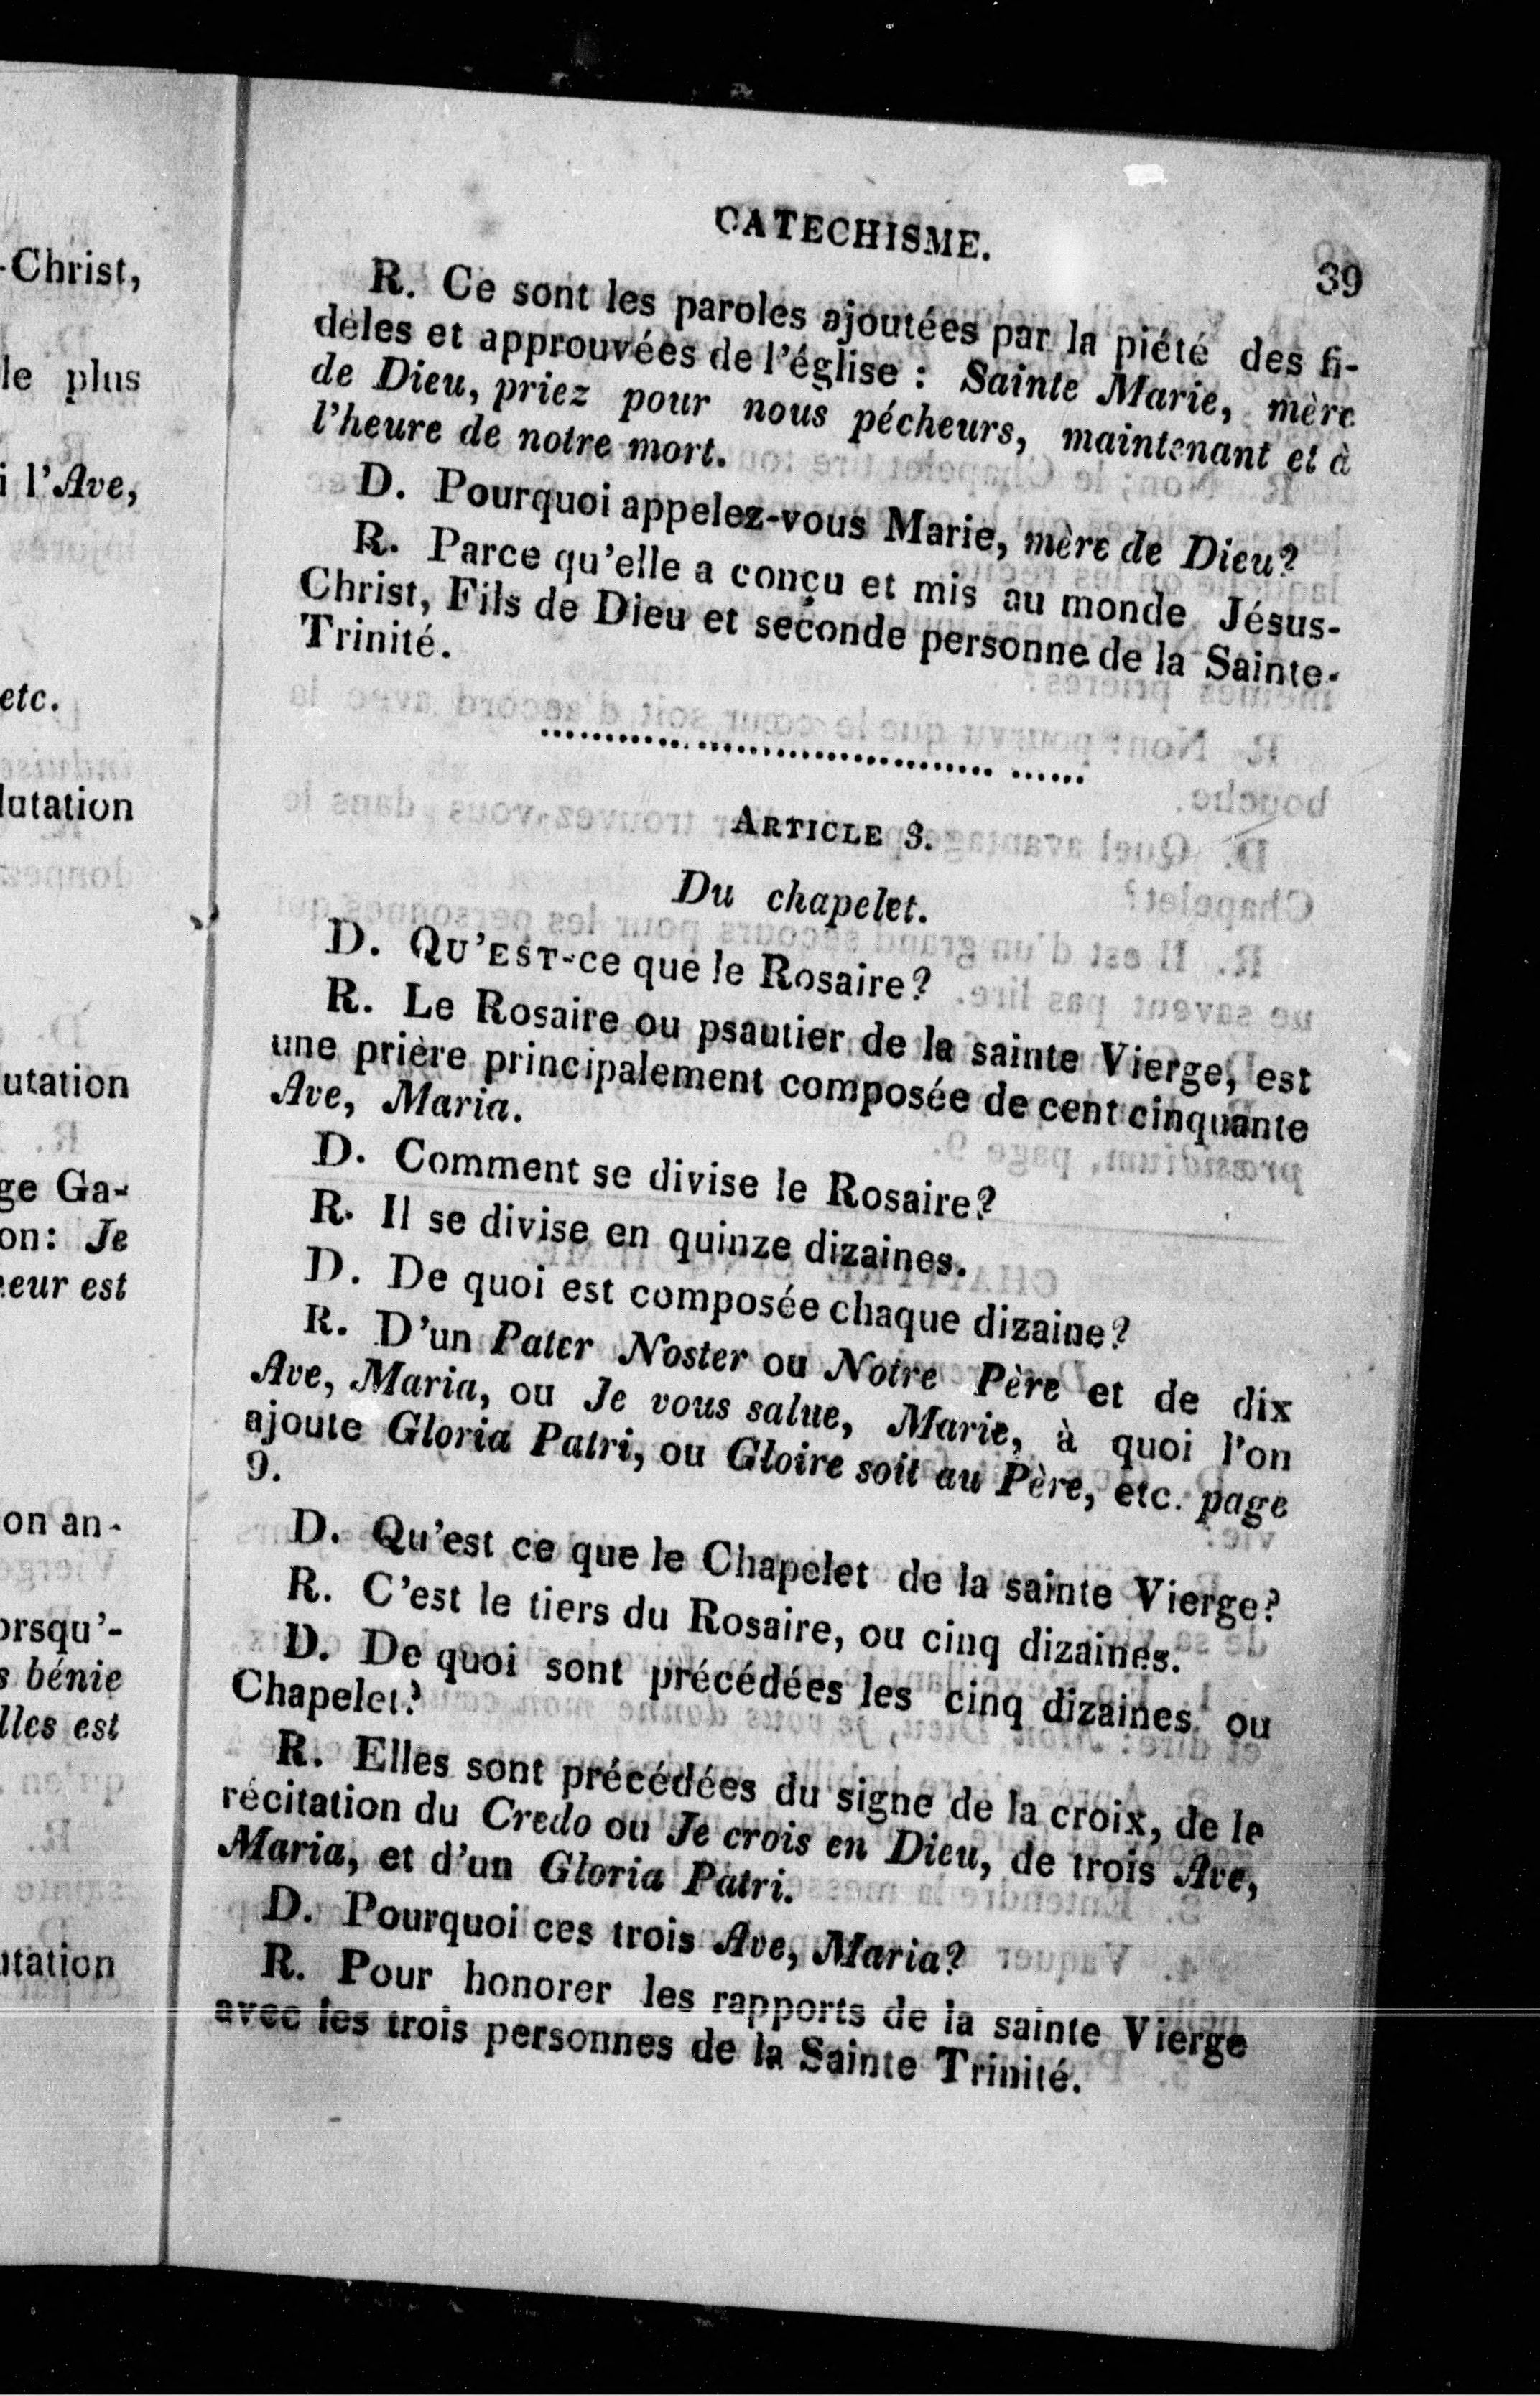 -Christ,
le plus
i l'Ave,
etc.
lutation
utation
ge Ga-
on: Je
eur est
on an-
orsqu'-
s bénie
lles est
utation
CATECHISME.
39
R. Ce sont les paroles ajoutées par la piété des fi-
dèles et approuvées de l'église : Sainte Marie, mère
de Dieu, priez pour nous pécheurs, maintenant et à
l'heure de notre mort.
D. Pourquoi appelez-vous Marie, mère de Dieu?
R. Parce qu'elle a conçu et mis au monde Jésus-
Christ, Fils de Dieu et seconde personne de la Sainte-
Trinité.
ARTICLE 3.
Du chapelet.
D. QU'EST-ce que le Rosaire?
R. Le Rosaire ou psautier de la sainte Vierge, est
une prière principalement composée de cent cinquante
Ave, Maria.
D. Comment se divise le Rosaire?
R. Il se divise en quinze dizaines.
D. De quoi est composée chaque dizaine?
R. D'un Pater Noster ou Notre Père et de dix
Ave, Maria, ou Je vous salue, Marie, à quoi l'on
ajoute Gloria Patri, ou Gloire soit au Père, etc. page
9.
D. Qu'est ce que le Chapelet de la sainte Vierge?
R. C'est le tiers du Rosaire, ou cinq dizaines.
D. De quoi sont précédées les cinq dizaines ou
Chapelet?
R. Elles sont précédées du signe de la croix, de le
récitation du Credo ou Je crois en Dieu, de trois Ave,
Maria, et d'un Gloria Patri.
D. Pourquoi ces trois Ave, Maria?
R. Pour honorer les rapports de la sainte Vierge
avec les trois personnes de la Sainte Trinité.